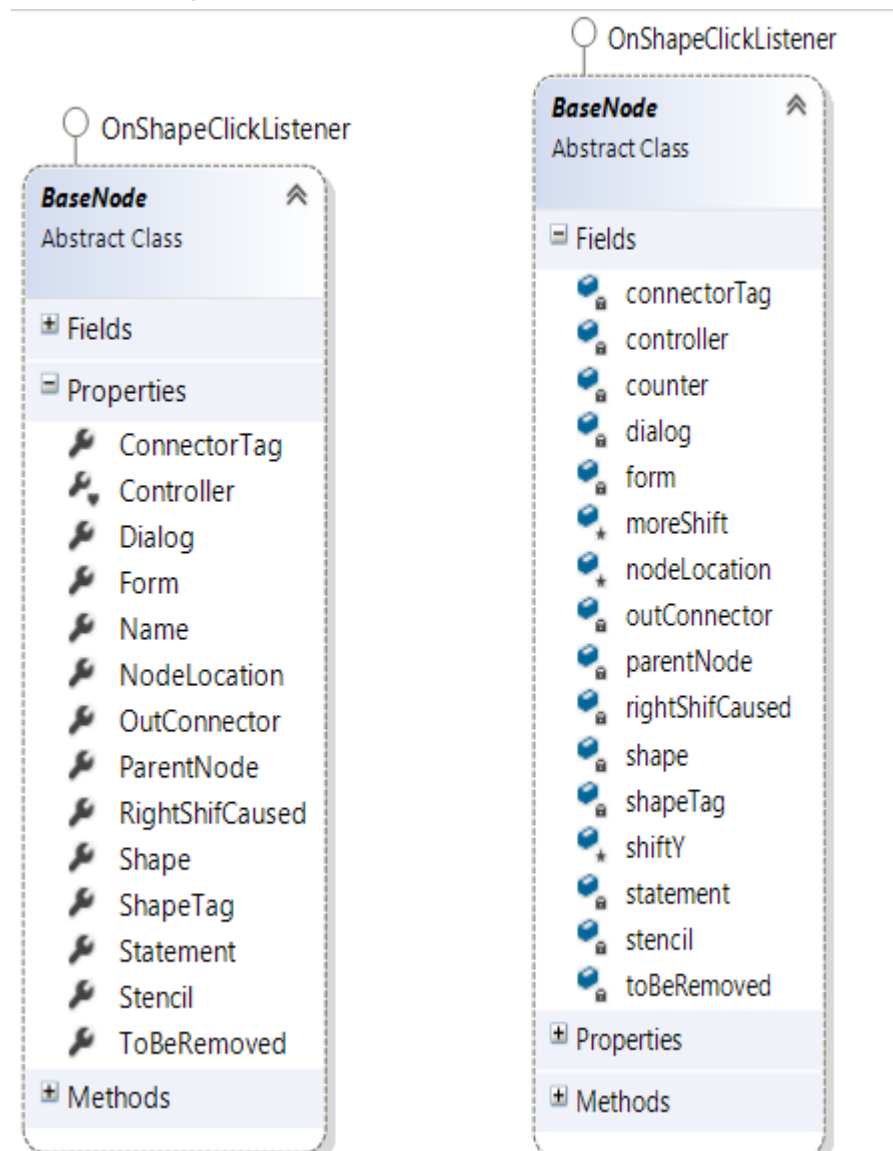 OnShapeClickListener
BaseNode
Abstract Class
Fields
Properties
ConnectorTag
Controller
Dialog
Form
Name
NodeLocation
OutConnector
ParentNode
RightShifCaused
Shape
ShapeTag
Statement
Stencil
ToBeRemoved
Methods
OnShapeClickListener
BaseNode
Abstract Class
Fields
connectorTag
controller
counter
dialog
form
moreShift
nodeLocation
outConnector
parentNode
rightShifCaused
shape
shapeTag
shiftY
statement
stencil
toBeRemoved
Properties
Methods